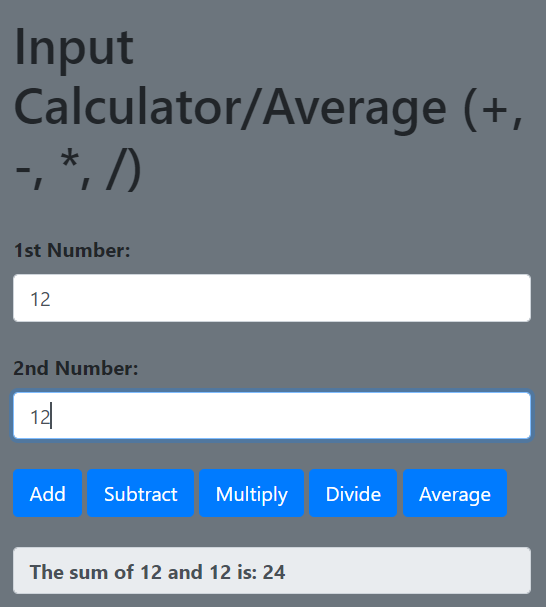 Input
Calculator/Average (+,
-, *, /)
1st Number:
12
2nd Number:
12
Add Subtract Multiply Divide Average
The sum of 12 and 12 is: 24